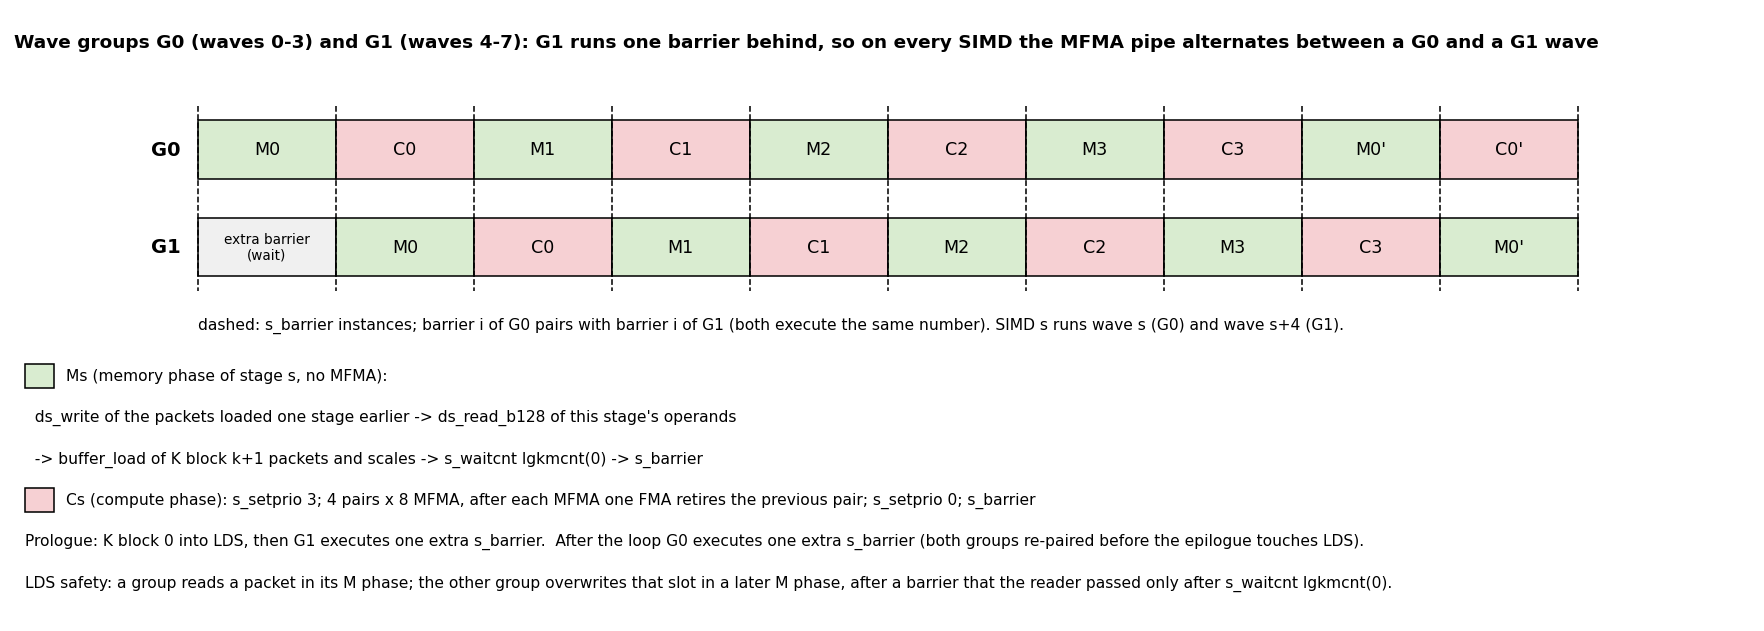 Wave groups G0 (waves 0-3) and G1 (waves 4-7): G1 runs one barrier behind, so on every SIMD the MFMA pipe alternates between a G0 and a G1 wave
G0 M0 C0 M1 C1 M2 C2 M3 C3 M0' C0'
G1 extra barrier (wait) M0 C0 M1 C1 M2 C2 M3 C3 M0'
dashed: s_barrier instances; barrier i of G0 pairs with barrier i of G1 (both execute the same number). SIMD s runs wave s (G0) and wave s+4 (G1).
Ms (memory phase of stage s, no MFMA):
ds_write of the packets loaded one stage earlier -> ds_read_b128 of this stage's operands
-> buffer_load of K block k+1 packets and scales -> s_waitcnt lgkmcnt(0) -> s_barrier
Cs (compute phase): s_setprio 3; 4 pairs x 8 MFMA, after each MFMA one FMA retires the previous pair; s_setprio 0; s_barrier
Prologue: K block 0 into LDS, then G1 executes one extra s_barrier.  After the loop G0 executes one extra s_barrier (both groups re-paired before the epilogue touches LDS).
LDS safety: a group reads a packet in its M phase; the other group overwrites that slot in a later M phase, after a barrier that the reader passed only after s_waitcnt lgkmcnt(0).